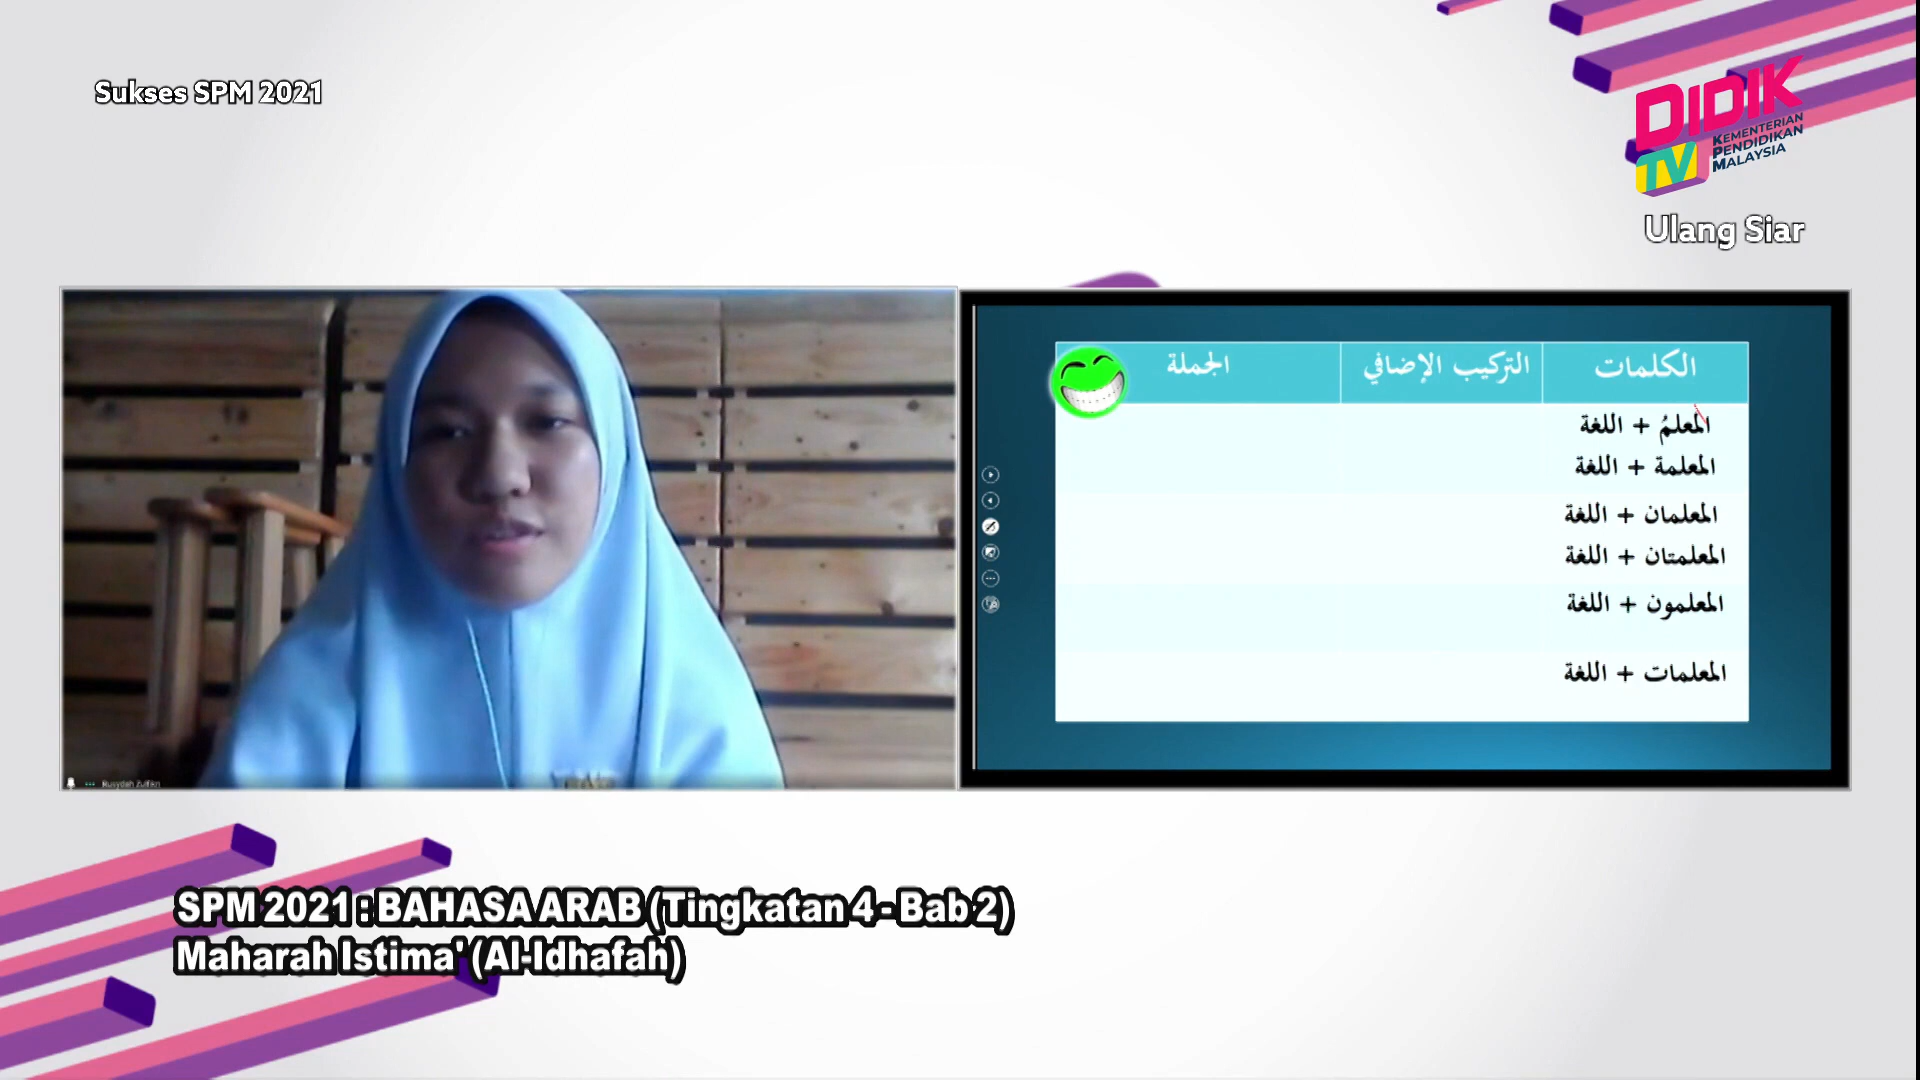 Sukses SPM 2021
DIDIK
TV
KEMENTERIAN
PENDIDIKAN
MALAYSIA
Ulang Siar
الكلمات التركيب الإضافي الجملة
المعلمُ + اللغة
المعلمة + اللغة
المعلمان + اللغة
المعلمتان + اللغة
المعلمون + اللغة
المعلمات + اللغة
Rusydah Zulfikri
SPM 2021 : BAHASA ARAB (Tingkatan 4 - Bab 2)
Maharah Istima' (Al-Idhafah)